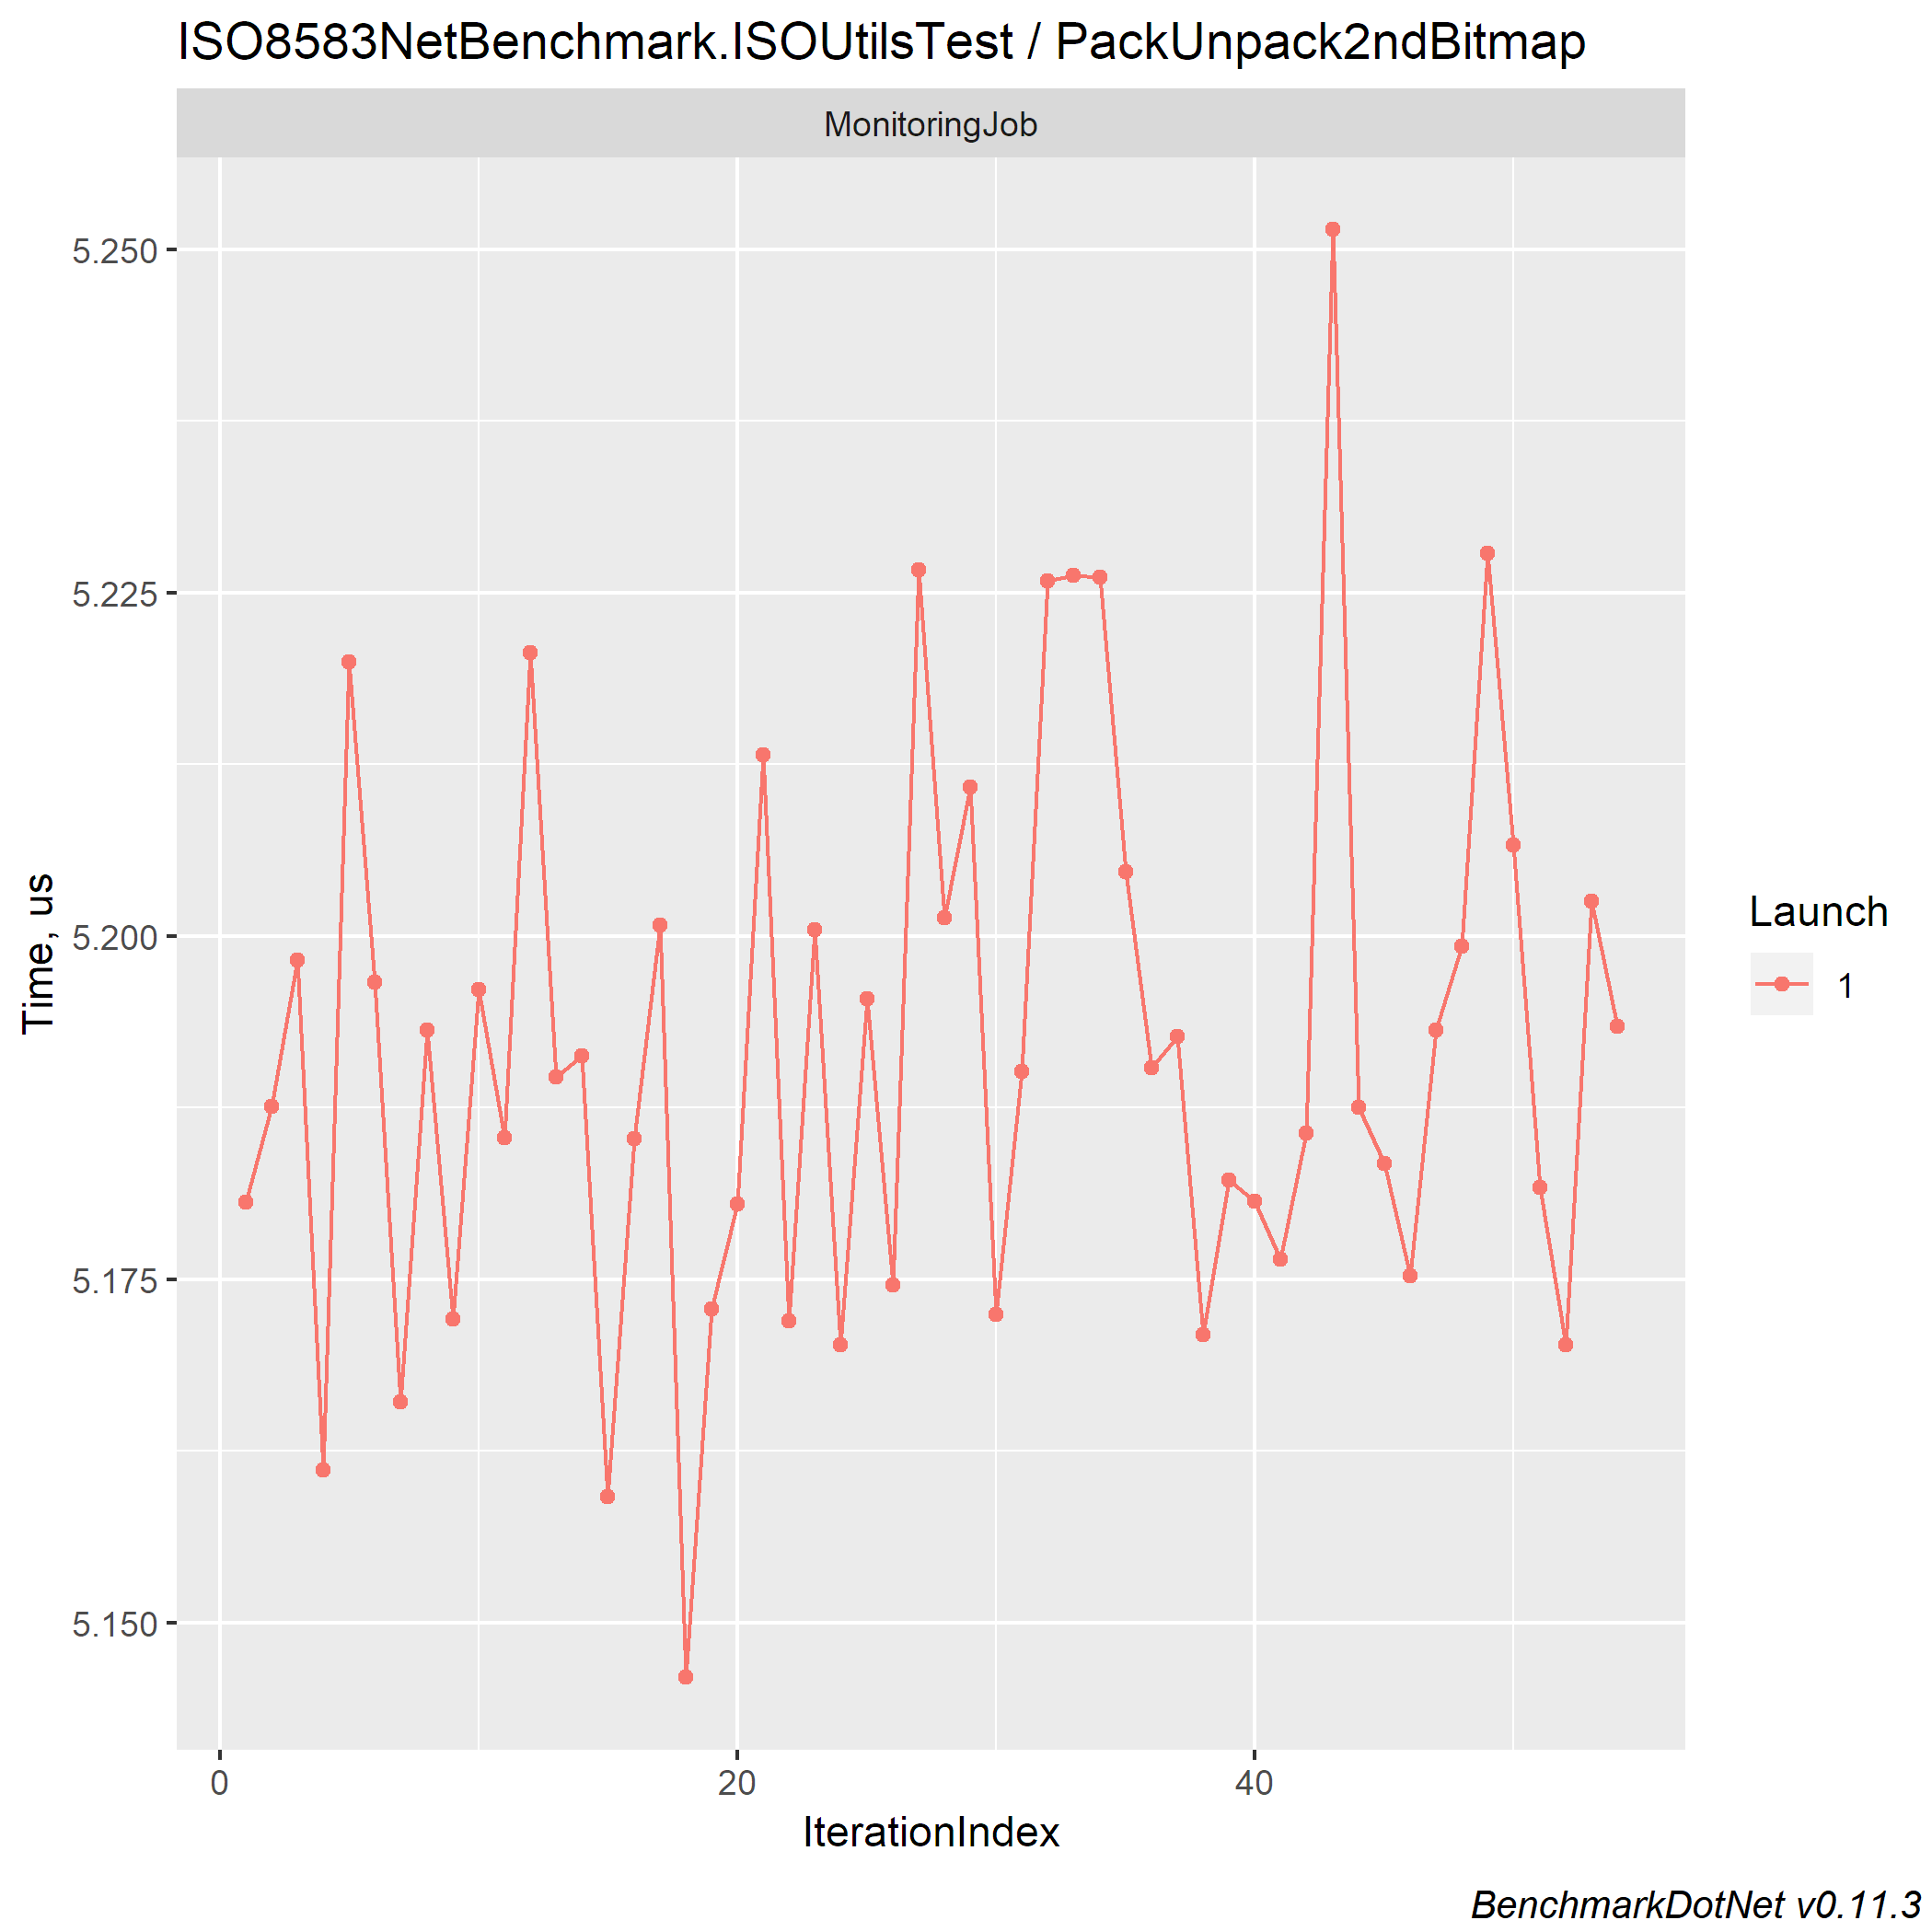 ISO8583NetBenchmark.ISOUtilsTest / PackUnpack2ndBitmap
MonitoringJob
5.250
5.225
5.200
5.175
5.150
Time, us
0 20 40
IterationIndex
Launch
1
BenchmarkDotNet v0.11.3